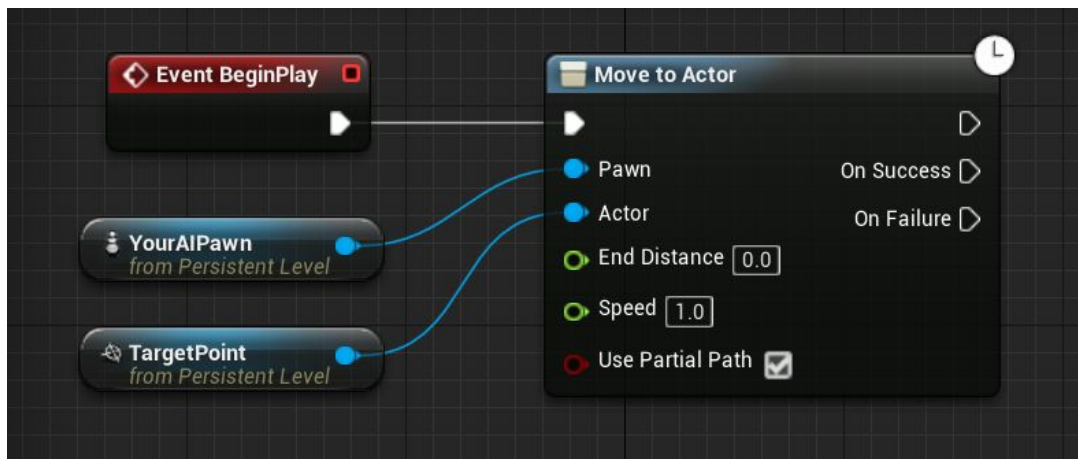 Event BeginPlay
Move to Actor
Pawn
On Success
Actor
On Failure
YourAIPawn
from Persistent Level
End Distance 0.0
Speed 1.0
TargetPoint
from Persistent Level
Use Partial Path